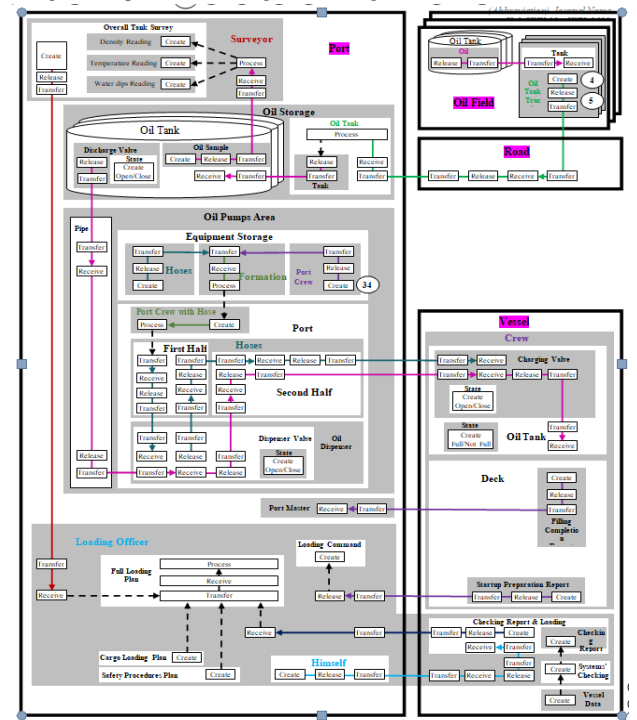 (Abbreviation) Journal Name
Overall Tank Survey
Surveyor
Port
Create
Release
Transfer
Density Reading
Create
Temperature Reading
Create
Water dips Reading
Create
Process
Receive
Transfer
Oil Tank
Oil
Release
Transfer
Tank
Transfer
Receive
Oil
Tank
Create
Release
Transfer
4
5
Oil Field
Oil Storage
Oil Tank
Discharge Valve
Release
Transfer
State
Create
Open/Close
Oil Sample
Create
Release
Transfer
Receive
Transfer
Oil Tank
Process
Release
Transfer
Tank
Receive
Transfer
Road
Transfer
Release
Receive
Transfer
Oil Pumps Area
Pipe
Transfer
Receive
Release
Transfer
Equipment Storage
Transfer
Release
Create
Hoses
Transfer
Receive
Process
Formation
Port
Crew
Transfer
Release
Create
34
Port Crew with Hose
Process
Create
Port
First Half
Hoses
Transfer
Receive
Release
Transfer
Transfer
Release
Receive
Transfer
Transfer
Receive
Release
Transfer
Release
Transfer
Receive
Transfer
Second Half
Transfer
Receive
Transfer
Release
Transfer
Receive
Release
Transfer
Receive
Dispenser Valve
State
Create
Open/Close
Oil
Dispenser
Vessel
Crew
Transfer
Receive
Charging Valve
Transfer
Receive
Release
Transfer
State
Create
Open/Close
State
Create
Full/Not Full
Oil Tank
Transfer
Receive
Deck
Create
Release
Transfer
Filling
Completio
n
Port Master
Receive
Transfer
Startup Preparation Report
Transfer
Release
Create
Loading Officer
Transfer
Receive
Full Loading
Plan
Process
Receive
Transfer
Loading Command
Create
Release
Transfer
Receive
Transfer
Cargo Loading Plan
Create
Safety Procedures Plan
Create
Himself
Create
Release
Transfer
Checking Report & Loading
Transfer
Release
Create
Receive
Transfer
Transfer
Transfer
Receive
Release
Create
Checkin
g
Report
Create
Systems'
Checking
Create
Vessel
Data